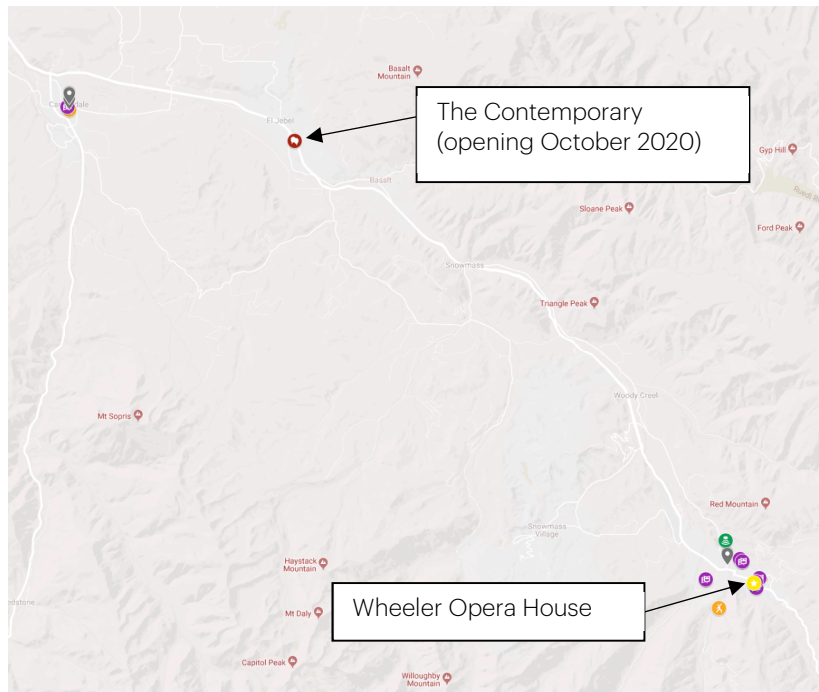 Basalt
Mountain
The Contemporary
(opening October 2020)
El Jebel
Gyp Hill
Basalt
Sloane Peak
Ford Peak
Snowmass
Triangle Peak
Woody Creek
Mt Sopris
Red Mountain
Snowmass
Village
Haystack
Mountain
Wheeler Opera House
Mt Daly
Capitol Peak
Willoughby
Mountain